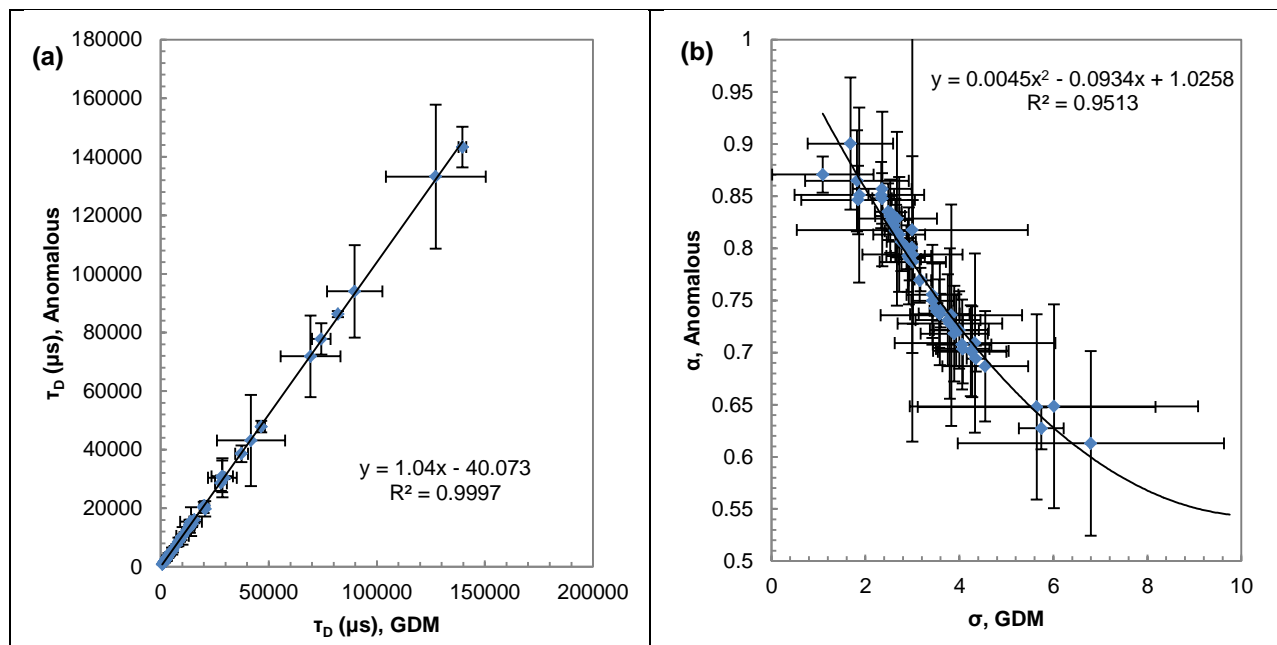 (a)
180000
160000
140000
120000
100000
80000
60000
40000
20000
0
τD (µs), Anomalous
y = 1.04x - 40.073
R² = 0.9997
0 50000 100000 150000 200000
τD (µs), GDM
(b)
1
0.95
0.9
0.85
0.8
0.75
0.7
0.65
0.6
0.55
0.5
α, Anomalous
y = 0.0045x² - 0.0934x + 1.0258
R² = 0.9513
0 2 4 6 8 10
σ, GDM